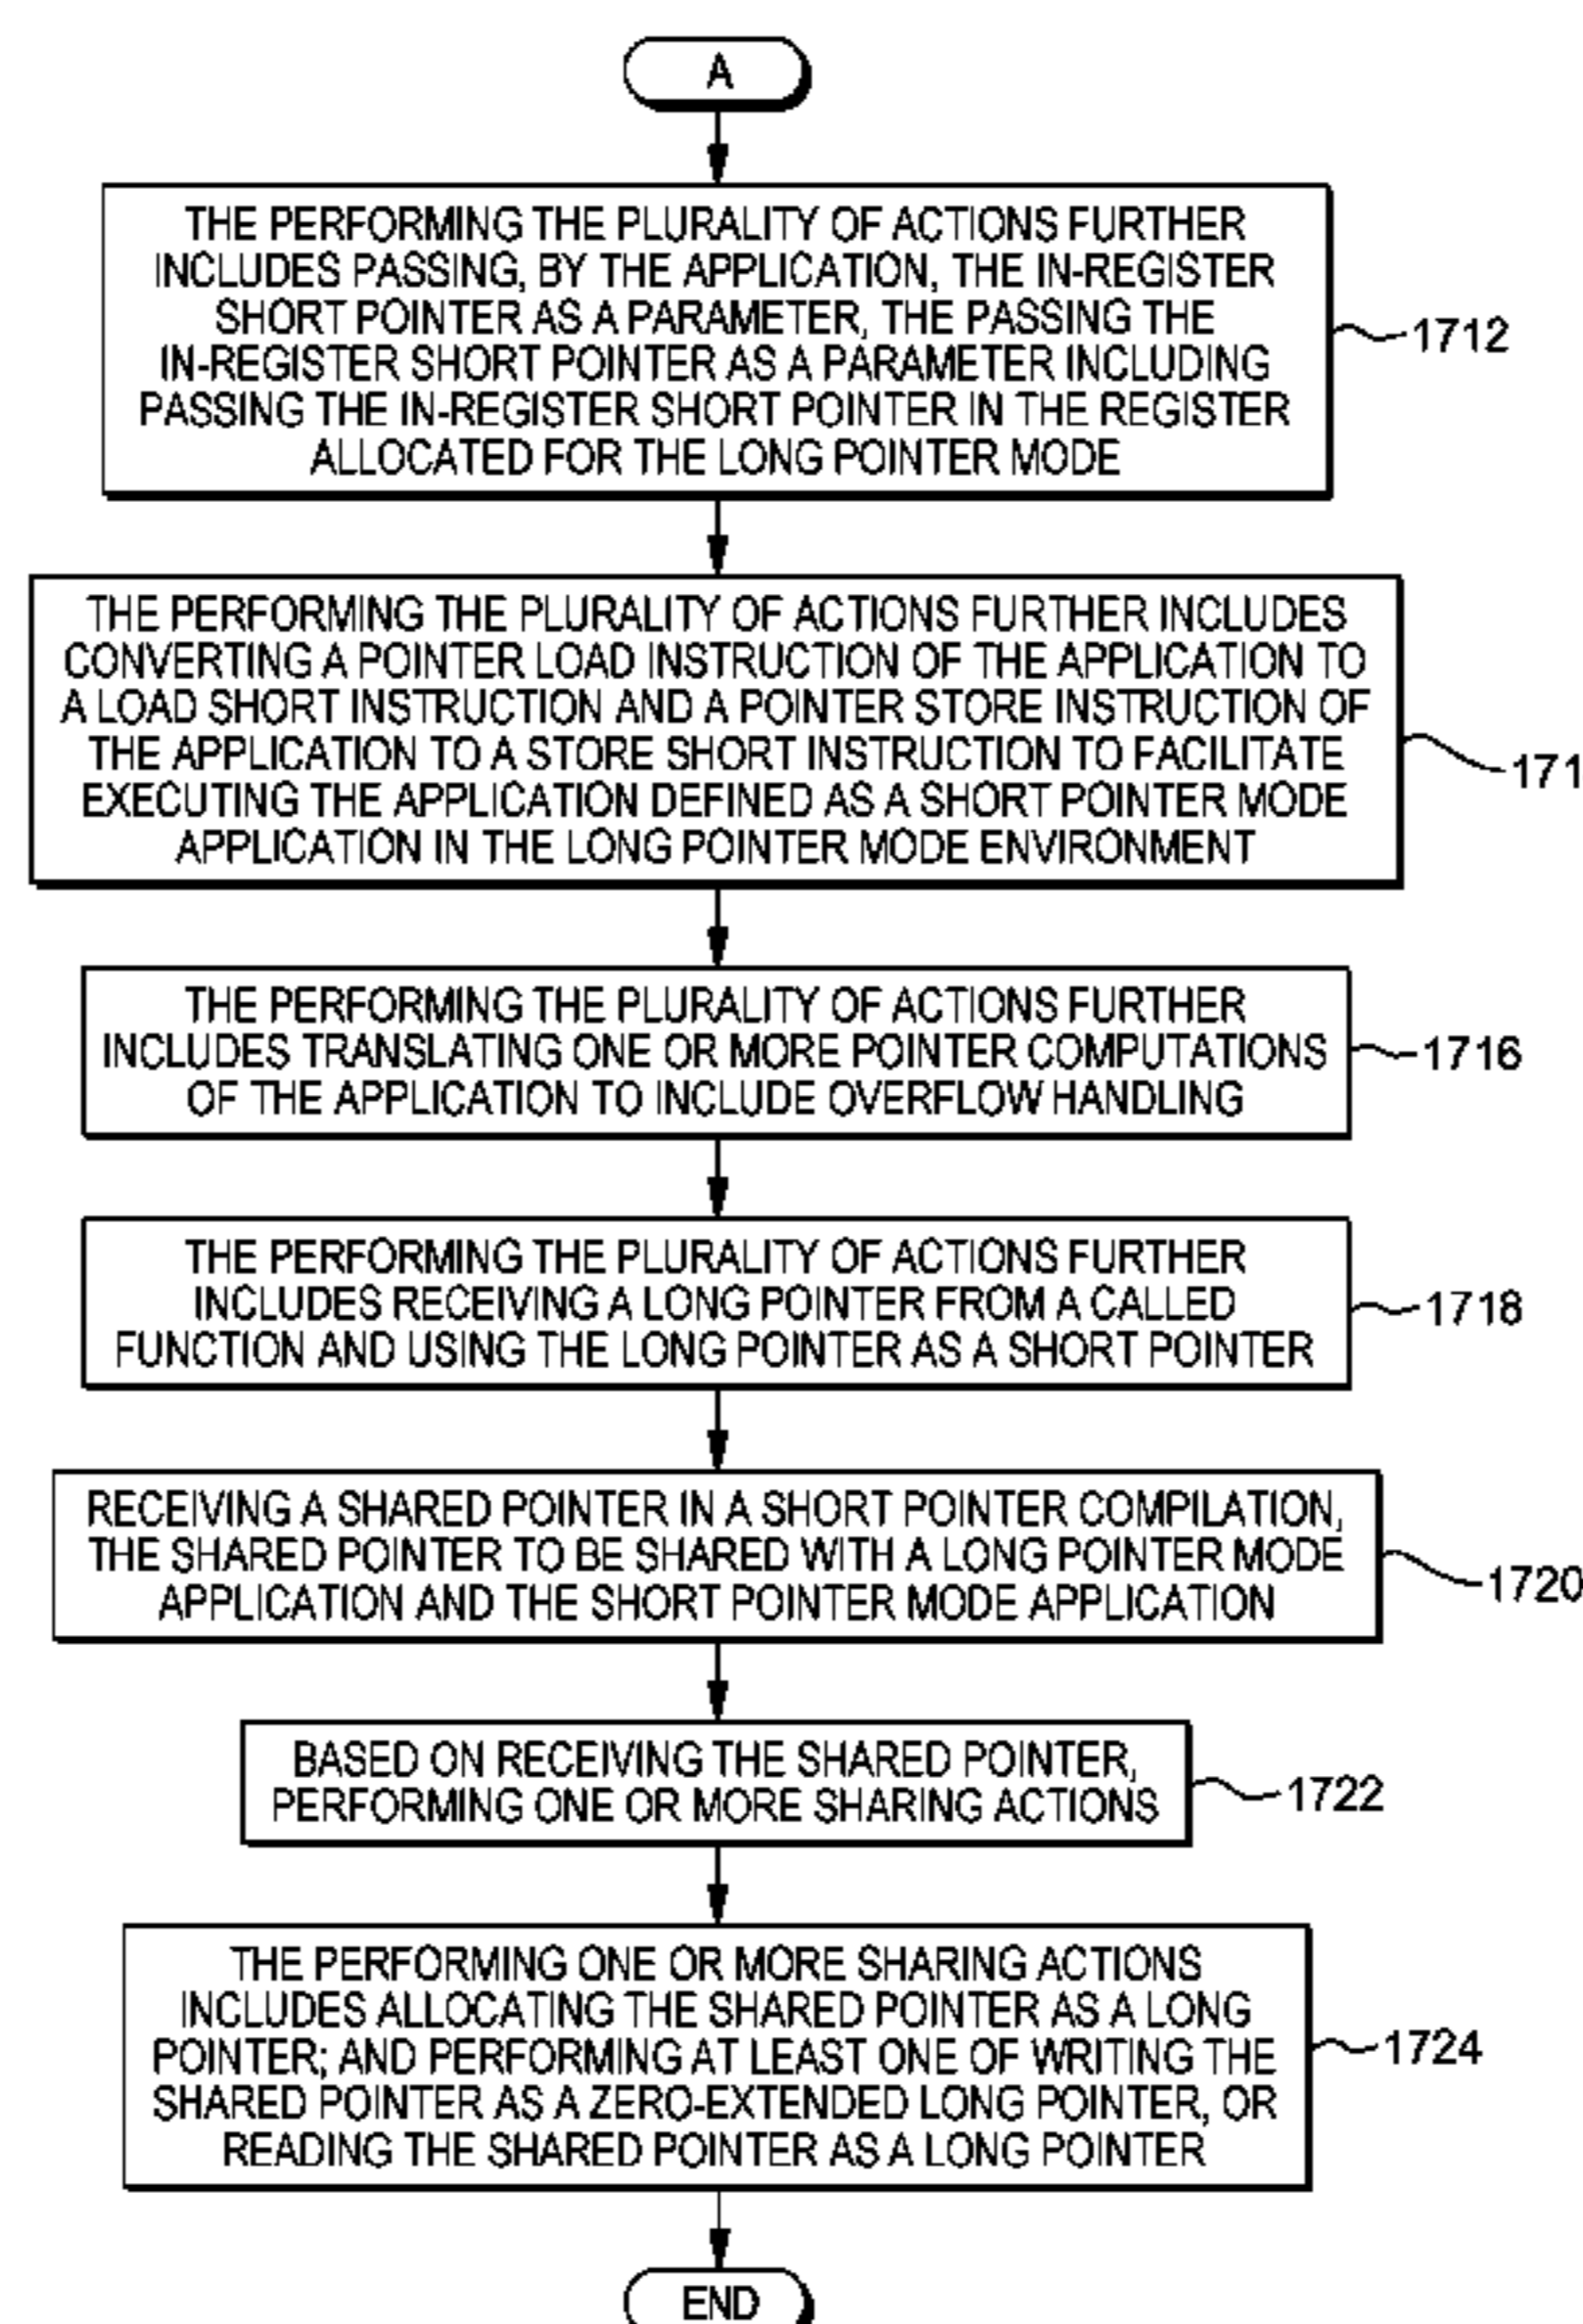 A
THE PERFORMING THE PLURALITY OF ACTIONS FURTHER
INCLUDES PASSING, BY THE APPLICATION, THE IN-REGISTER
SHORT POINTER AS A PARAMETER, THE PASSING THE
IN-REGISTER SHORT POINTER AS A PARAMETER INCLUDING
PASSING THE IN-REGISTER SHORT POINTER IN THE REGISTER
ALLOCATED FOR THE LONG POINTER MODE
1712
THE PERFORMING THE PLURALITY OF ACTIONS FURTHER INCLUDES
CONVERTING A POINTER LOAD INSTRUCTION OF THE APPLICATION TO
A LOAD SHORT INSTRUCTION AND A POINTER STORE INSTRUCTION OF
THE APPLICATION TO A STORE SHORT INSTRUCTION TO FACILITATE
EXECUTING THE APPLICATION DEFINED AS A SHORT POINTER MODE
APPLICATION IN THE LONG POINTER MODE ENVIRONMENT
171
THE PERFORMING THE PLURALITY OF ACTIONS FURTHER
INCLUDES TRANSLATING ONE OR MORE POINTER COMPUTATIONS
OF THE APPLICATION TO INCLUDE OVERFLOW HANDLING
1716
THE PERFORMING THE PLURALITY OF ACTIONS FURTHER
INCLUDES RECEIVING A LONG POINTER FROM A CALLED
FUNCTION AND USING THE LONG POINTER AS A SHORT POINTER
1718
RECEIVING A SHARED POINTER IN A SHORT POINTER COMPILATION,
THE SHARED POINTER TO BE SHARED WITH A LONG POINTER MODE
APPLICATION AND THE SHORT POINTER MODE APPLICATION
1720
BASED ON RECEIVING THE SHARED POINTER,
PERFORMING ONE OR MORE SHARING ACTIONS
1722
THE PERFORMING ONE OR MORE SHARING ACTIONS
INCLUDES ALLOCATING THE SHARED POINTER AS A LONG
POINTER; AND PERFORMING AT LEAST ONE OF WRITING THE
SHARED POINTER AS A ZERO-EXTENDED LONG POINTER, OR
READING THE SHARED POINTER AS A LONG POINTER
1724
END